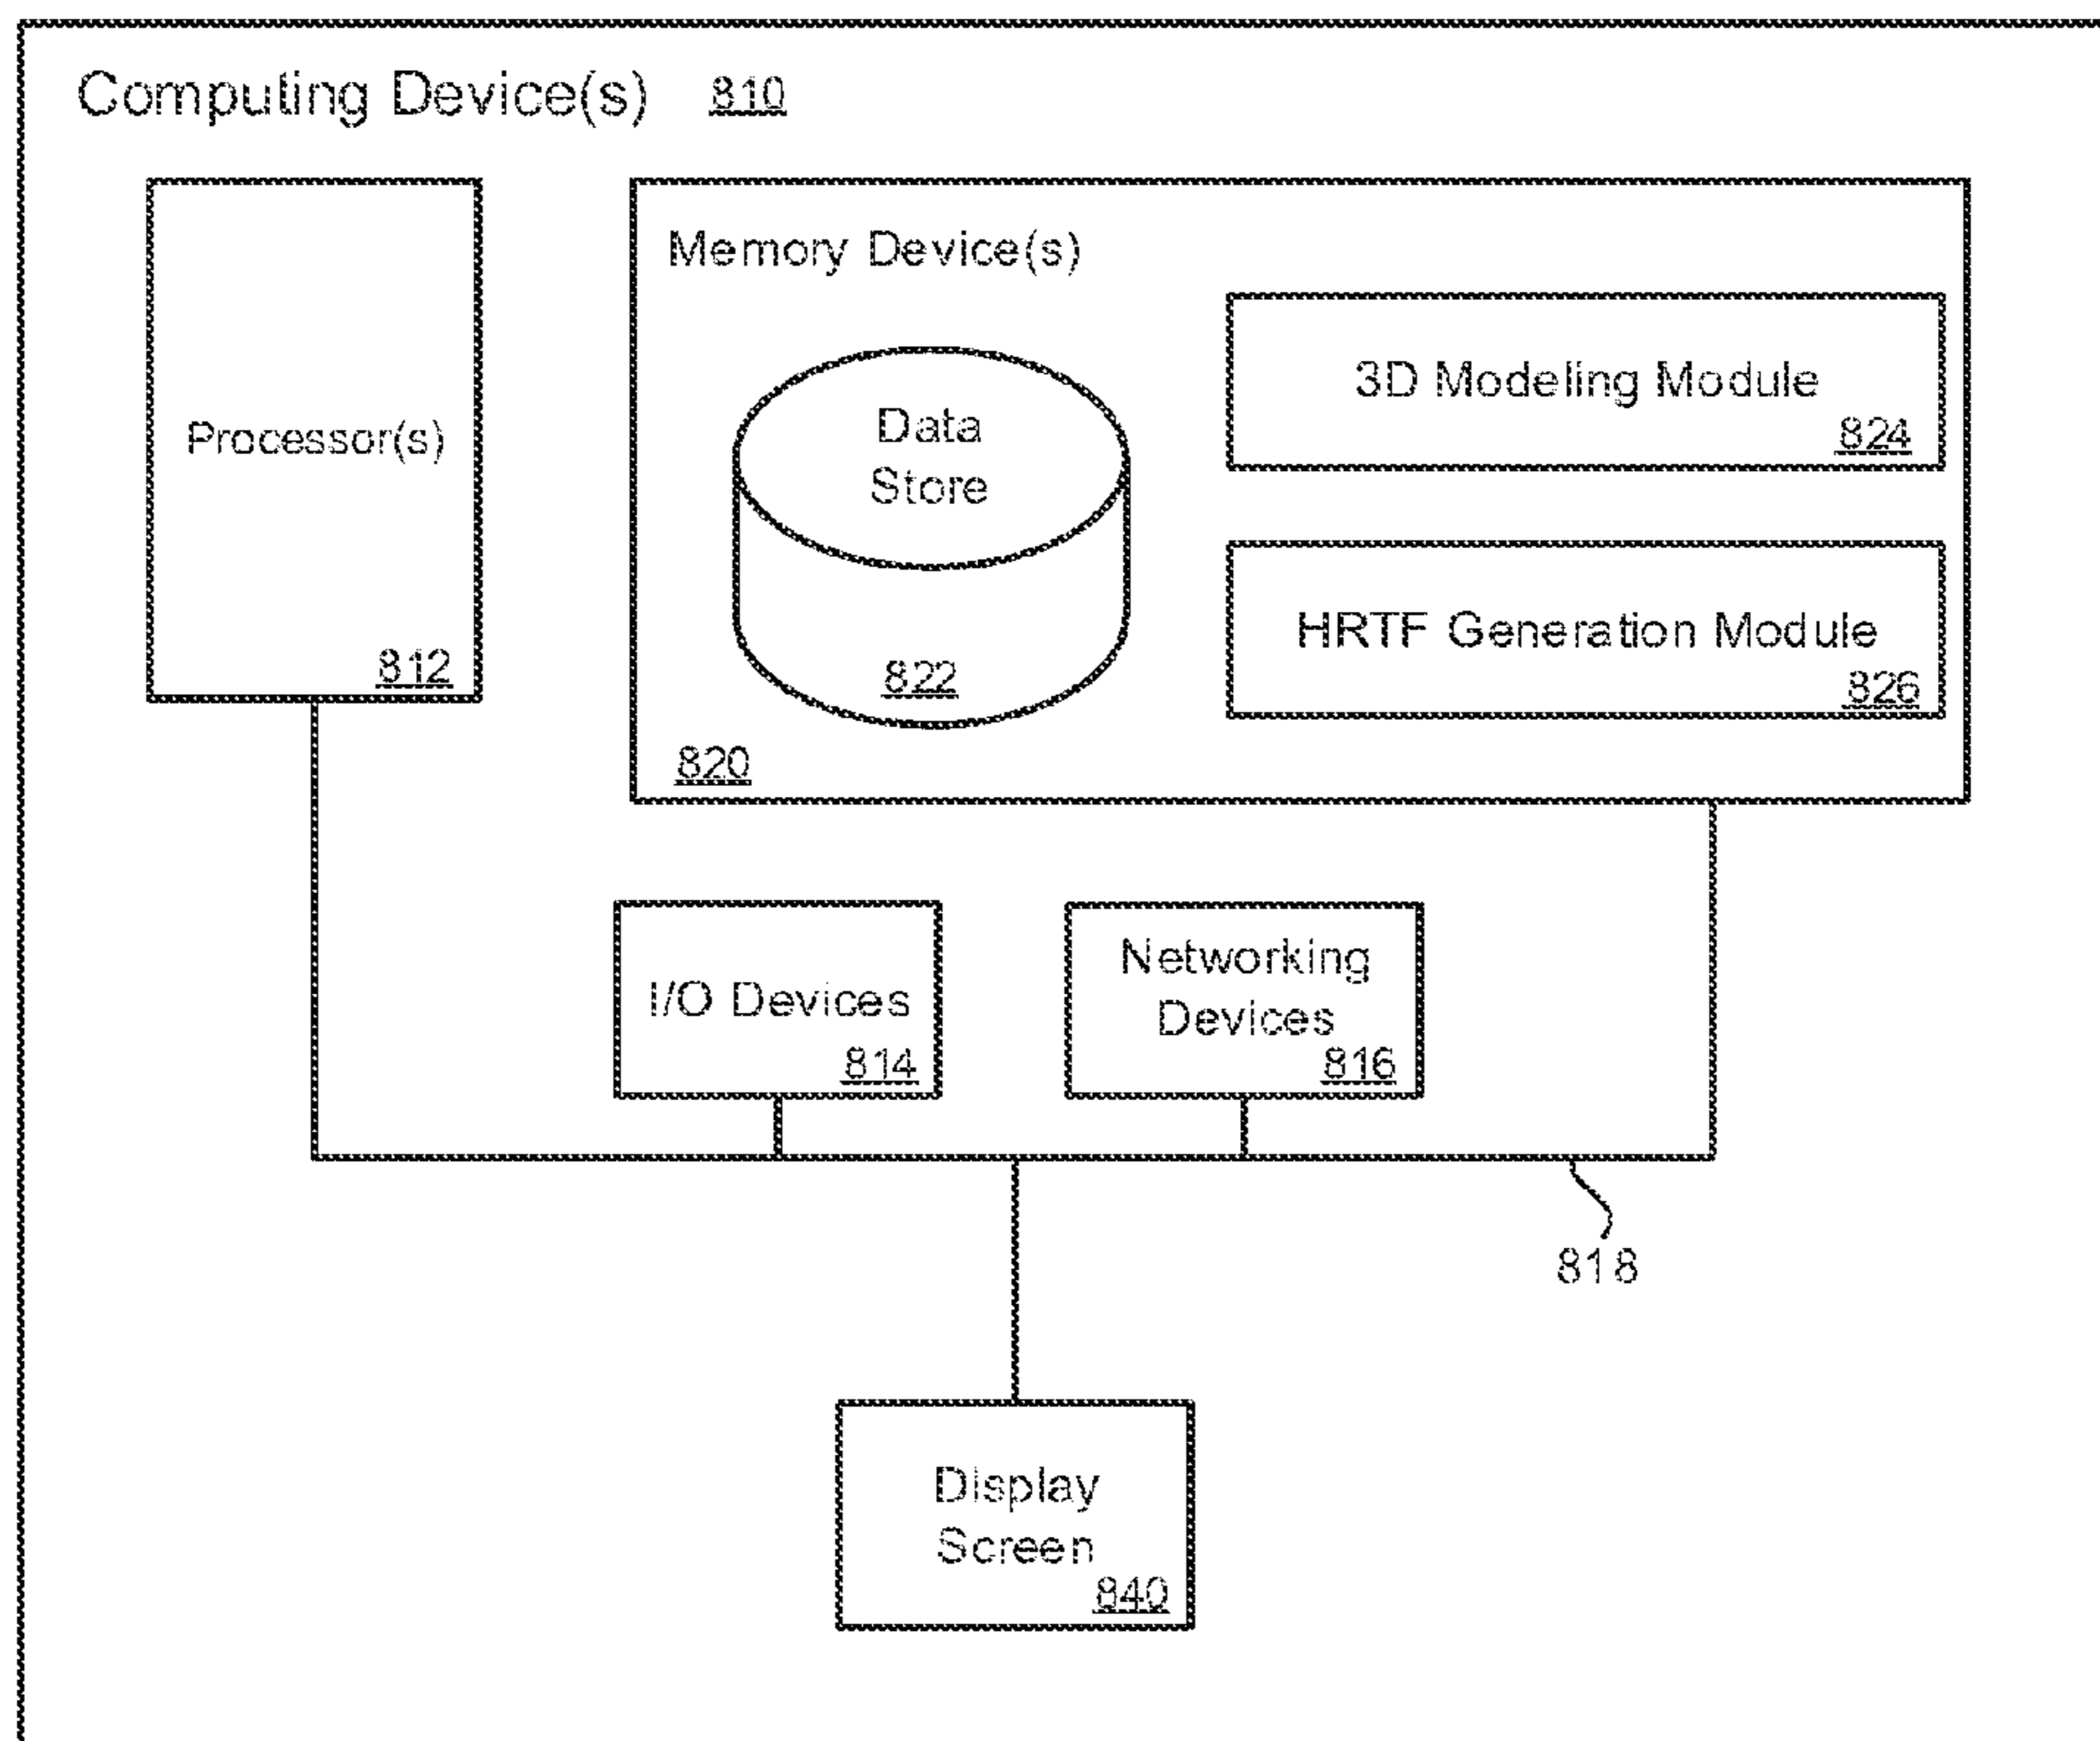 Computing Device(s) 810
Processor(s)
812
Memory Device(s)
Data
Store
822
820
3D Modeling Module
824
HRTF Generation Module
826
I/O Devices
814
Networking
Devices
816
818
Display
Screen
840